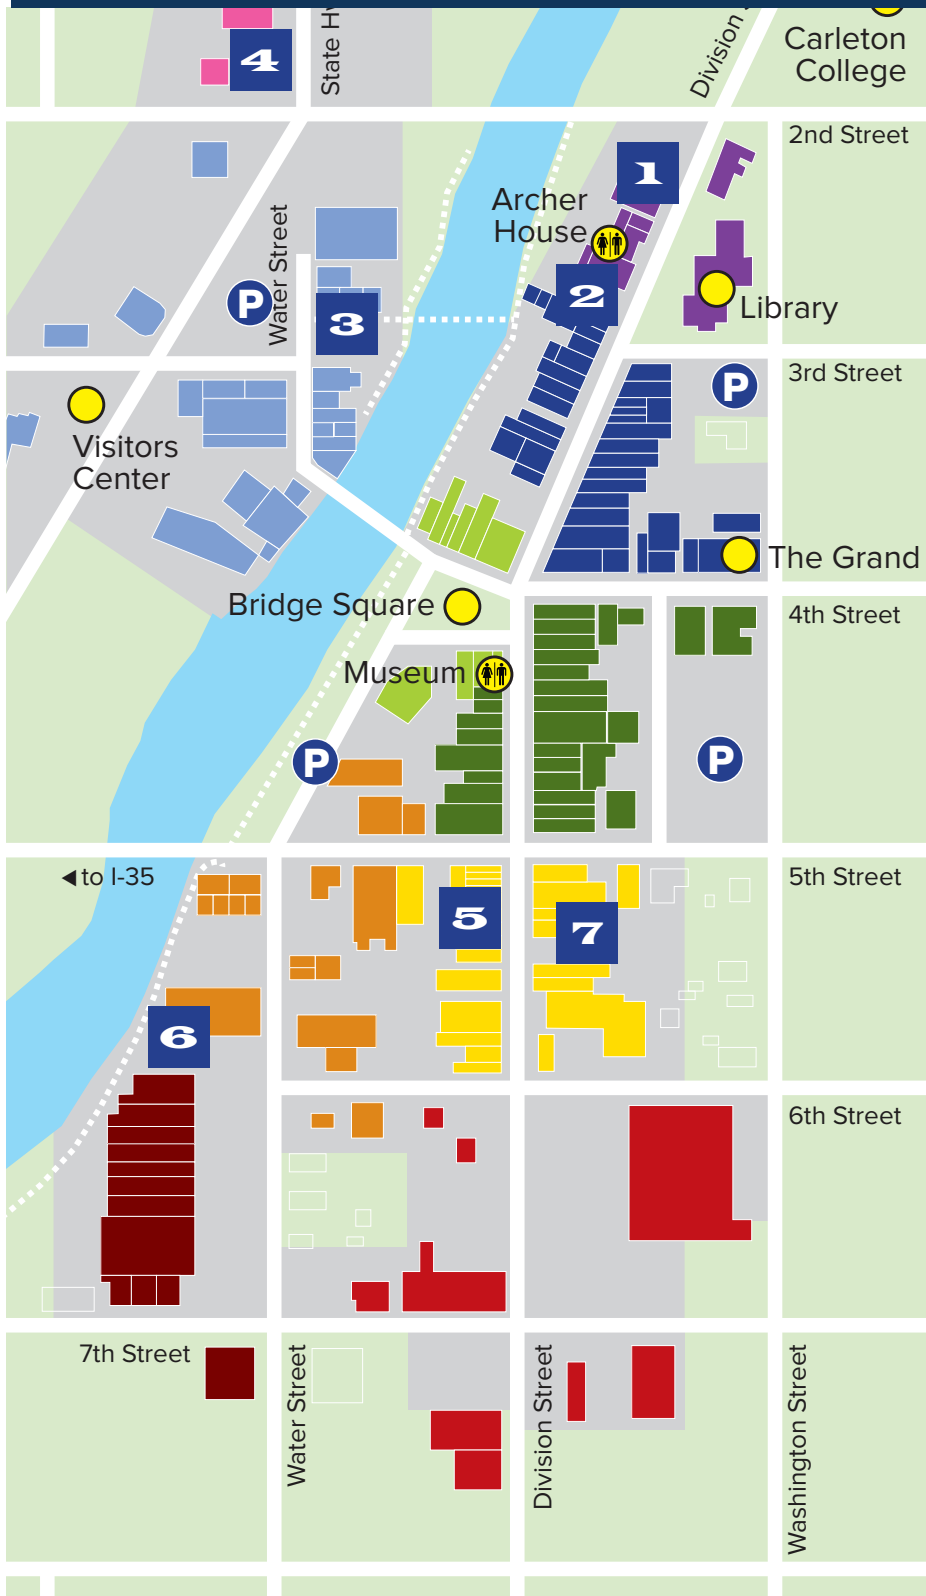 4
State H
Division
Carleton
College
2nd Street
1
Archer
House
Water Street
P
3
2
Library
3rd Street
P
Visitors
Center
The Grand
Bridge Square
4th Street
Museum
P
P
to I-35
5th Street
5
7
6
6th Street
7th Street
Water Street
Division Street
Washington Street